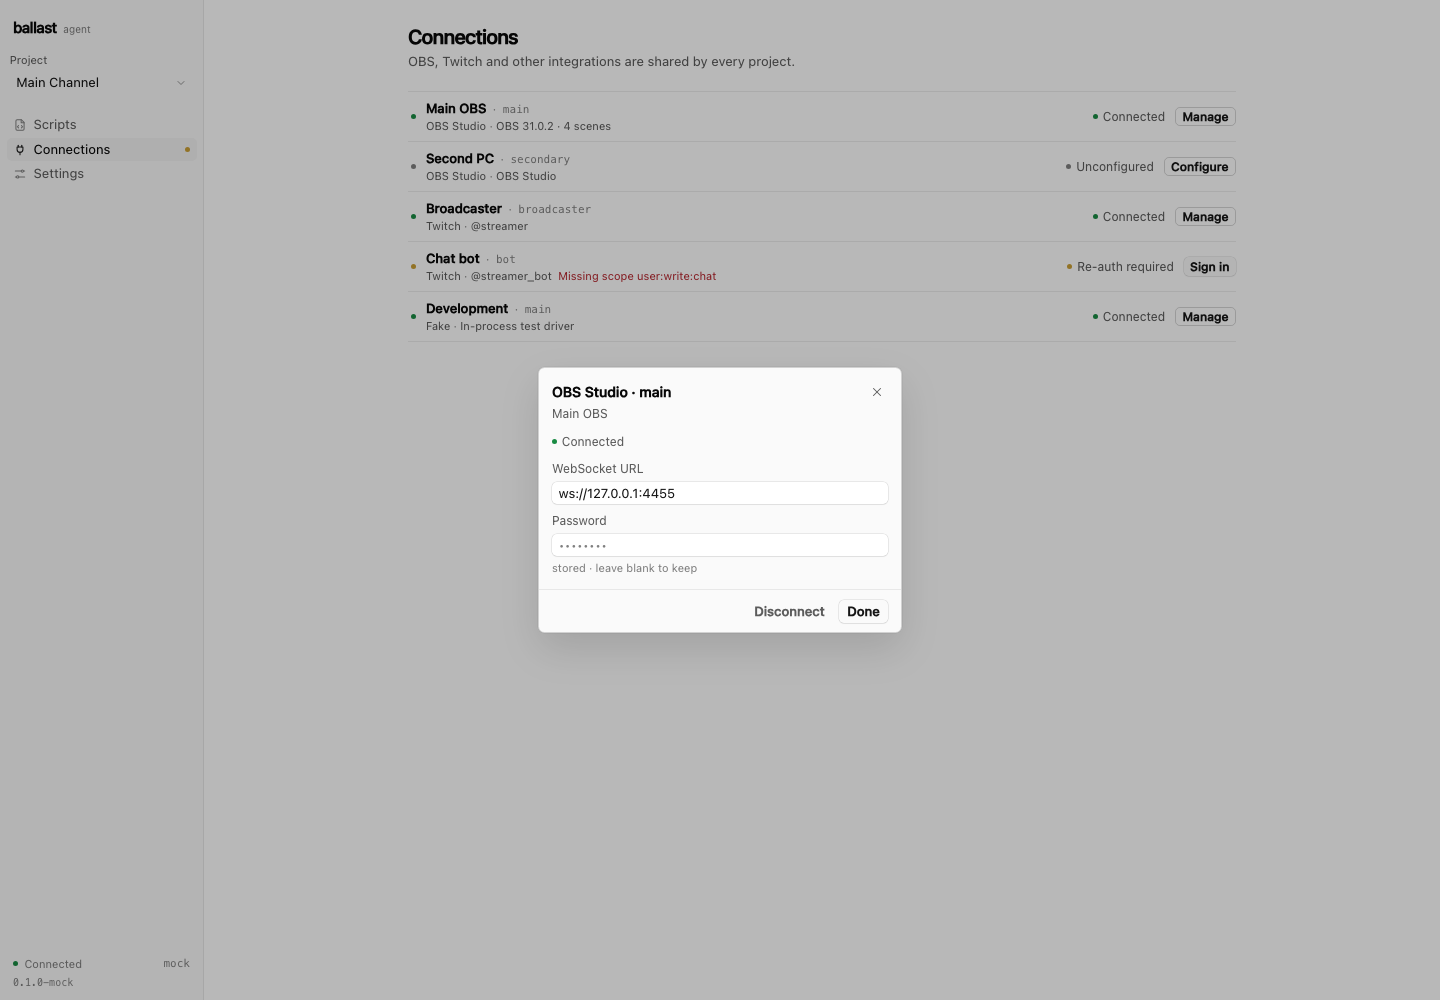 ballast agent
Project
Main Channel
Scripts
Connections
Settings
Connected mock
0.1.0-mock
Connections
OBS, Twitch and other integrations are shared by every project.
Main OBS · main
OBS Studio · OBS 31.0.2 · 4 scenes
Connected Manage
Second PC · secondary
OBS Studio · OBS Studio
Unconfigured Configure
Broadcaster · broadcaster
Twitch · @streamer
Connected Manage
Chat bot · bot
Twitch · @streamer_bot Missing scope user:write:chat
Re-auth required Sign in
Development · main
Fake · In-process test driver
Connected Manage
OBS Studio · main
Main OBS
Connected
WebSocket URL
ws://127.0.0.1:4455
Password
••••••••
stored · leave blank to keep
Disconnect Done